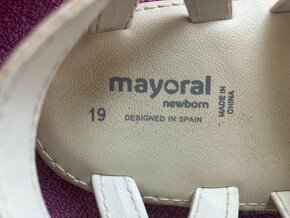 mayoral
newborn
19
DESIGNED IN SPAIN
MADE IN
CHINA